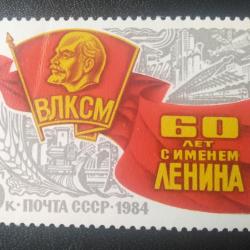 ВЛКСМ
60
ЛЕТ
С ИМЕНЕМ
ЛЕНИНА
к · ПОЧТА СССР · 1984